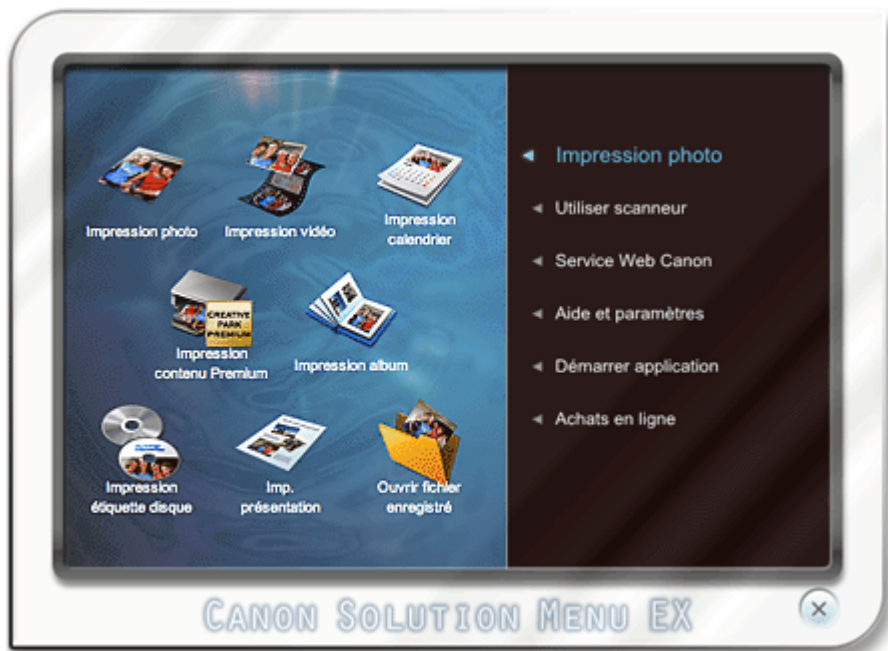 Impression photo
Impression vidéo
Impression
calendrier
CREATIVE
PARK
PREMIUM
Impression
contenu Premium
Impression album
Impression
étiquette disque
Imp.
présentation
Ouvrir fichier
enregistré
Impression photo
Utiliser scanneur
Service Web Canon
Aide et paramètres
Démarrer application
Achats en ligne
CANON SOLUTION MENU EX